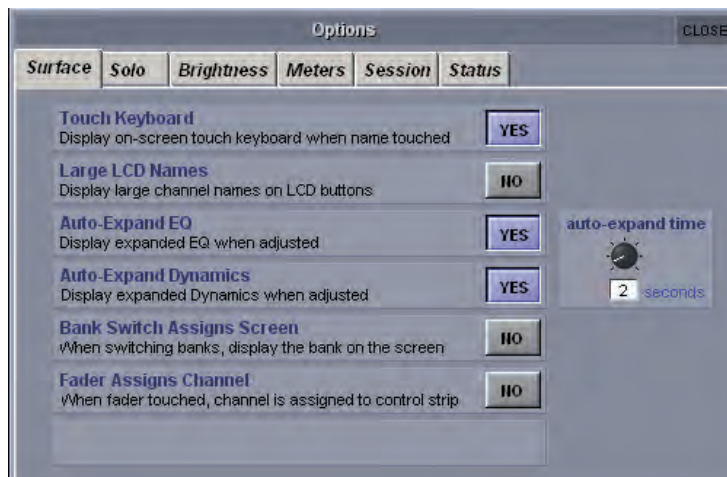 Options
CLOSE
Surface Solo Brightness Meters Session Status
Touch Keyboard
Display on-screen touch keyboard when name touched
YES
Large LCD Names
Display large channel names on LCD buttons
NO
Auto-Expand EQ
Display expanded EQ when adjusted
YES
auto-expand time
2 seconds
Auto-Expand Dynamics
Display expanded Dynamics when adjusted
YES
Bank Switch Assigns Screen
When switching banks, display the bank on the screen
NO
Fader Assigns Channel
When fader touched, channel is assigned to control strip
NO